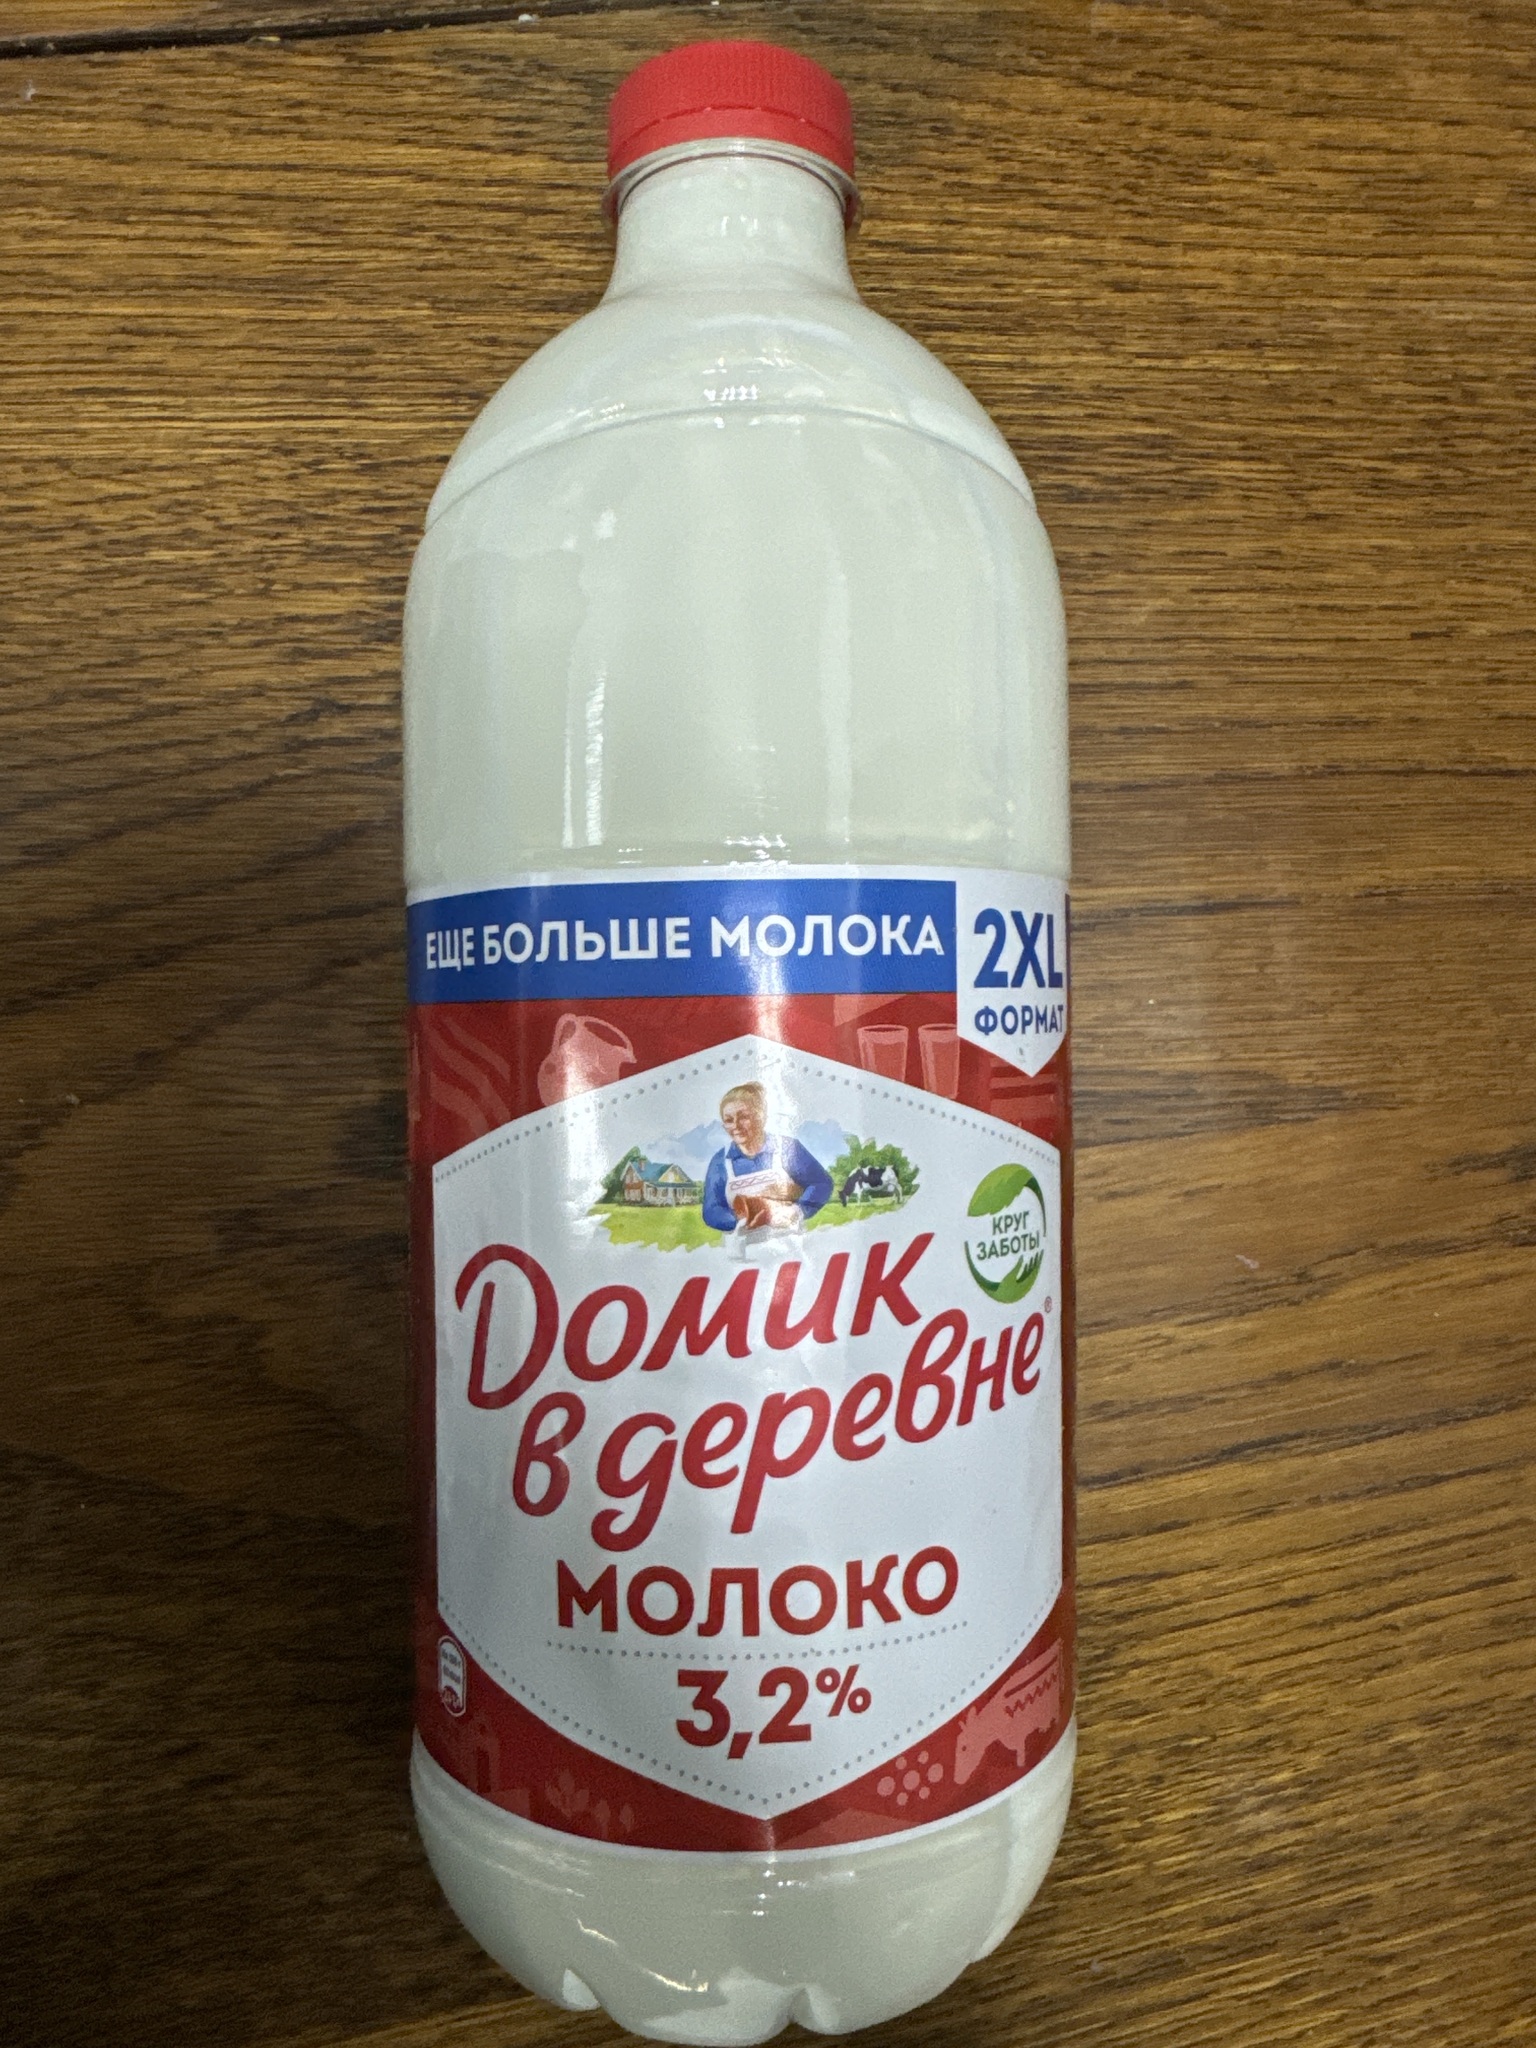 ЕЩЕ БОЛЬШЕ МОЛОКА
2XL
ФОРМАТ
КРУГ
ЗАБОТЫ
Домик
в деревне®
МОЛОКО
3,2%